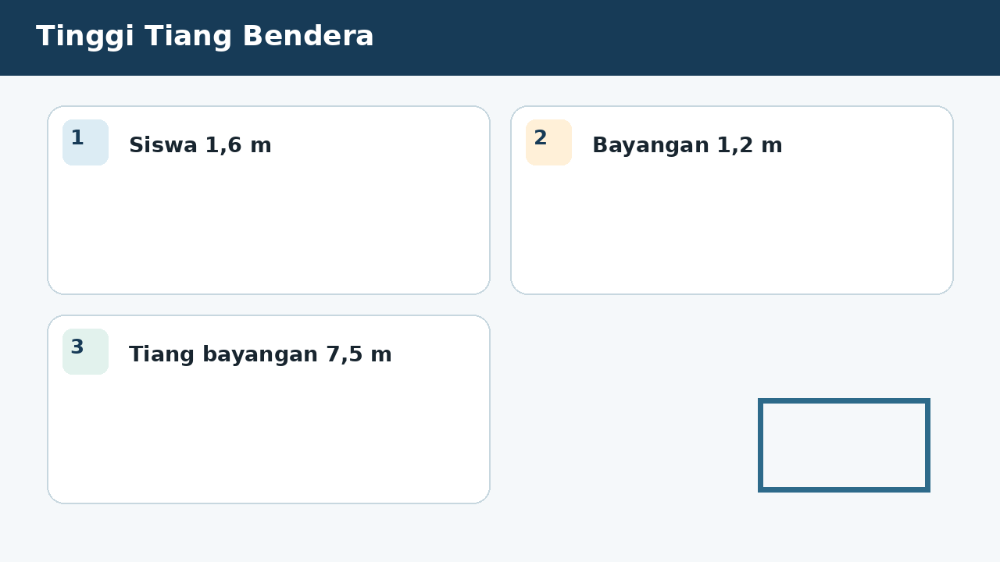 Tinggi Tiang Bendera
1
Siswa 1,6 m
2
Bayangan 1,2 m
3
Tiang bayangan 7,5 m